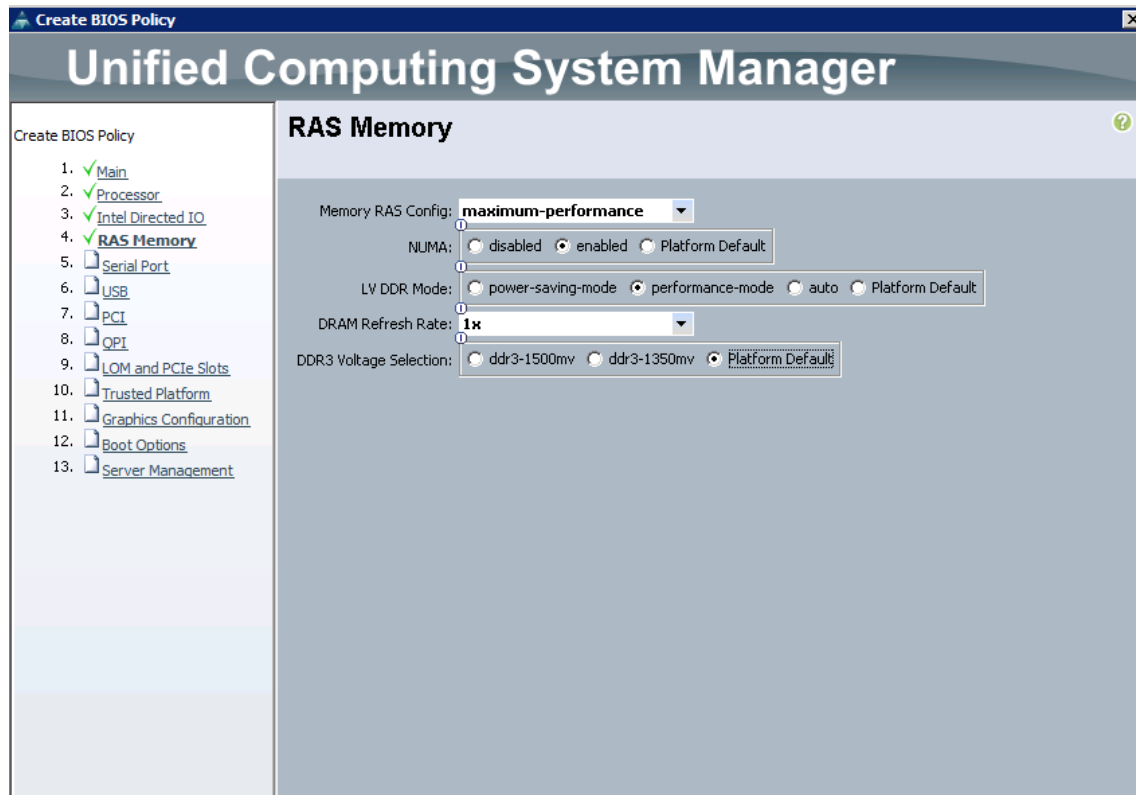 Create BIOS Policy
Unified Computing System Manager
Create BIOS Policy
1. Main
2. Processor
3. Intel Directed IO
4. RAS Memory
5. Serial Port
6. USB
7. PCI
8. QPI
9. LOM and PCIe Slots
10. Trusted Platform
11. Graphics Configuration
12. Boot Options
13. Server Management
RAS Memory
Memory RAS Config: maximum-performance
NUMA: disabled enabled Platform Default
LV DDR Mode: power-saving-mode performance-mode auto Platform Default
DRAM Refresh Rate: 1x
DDR3 Voltage Selection: ddr3-1500mv ddr3-1350mv Platform Default